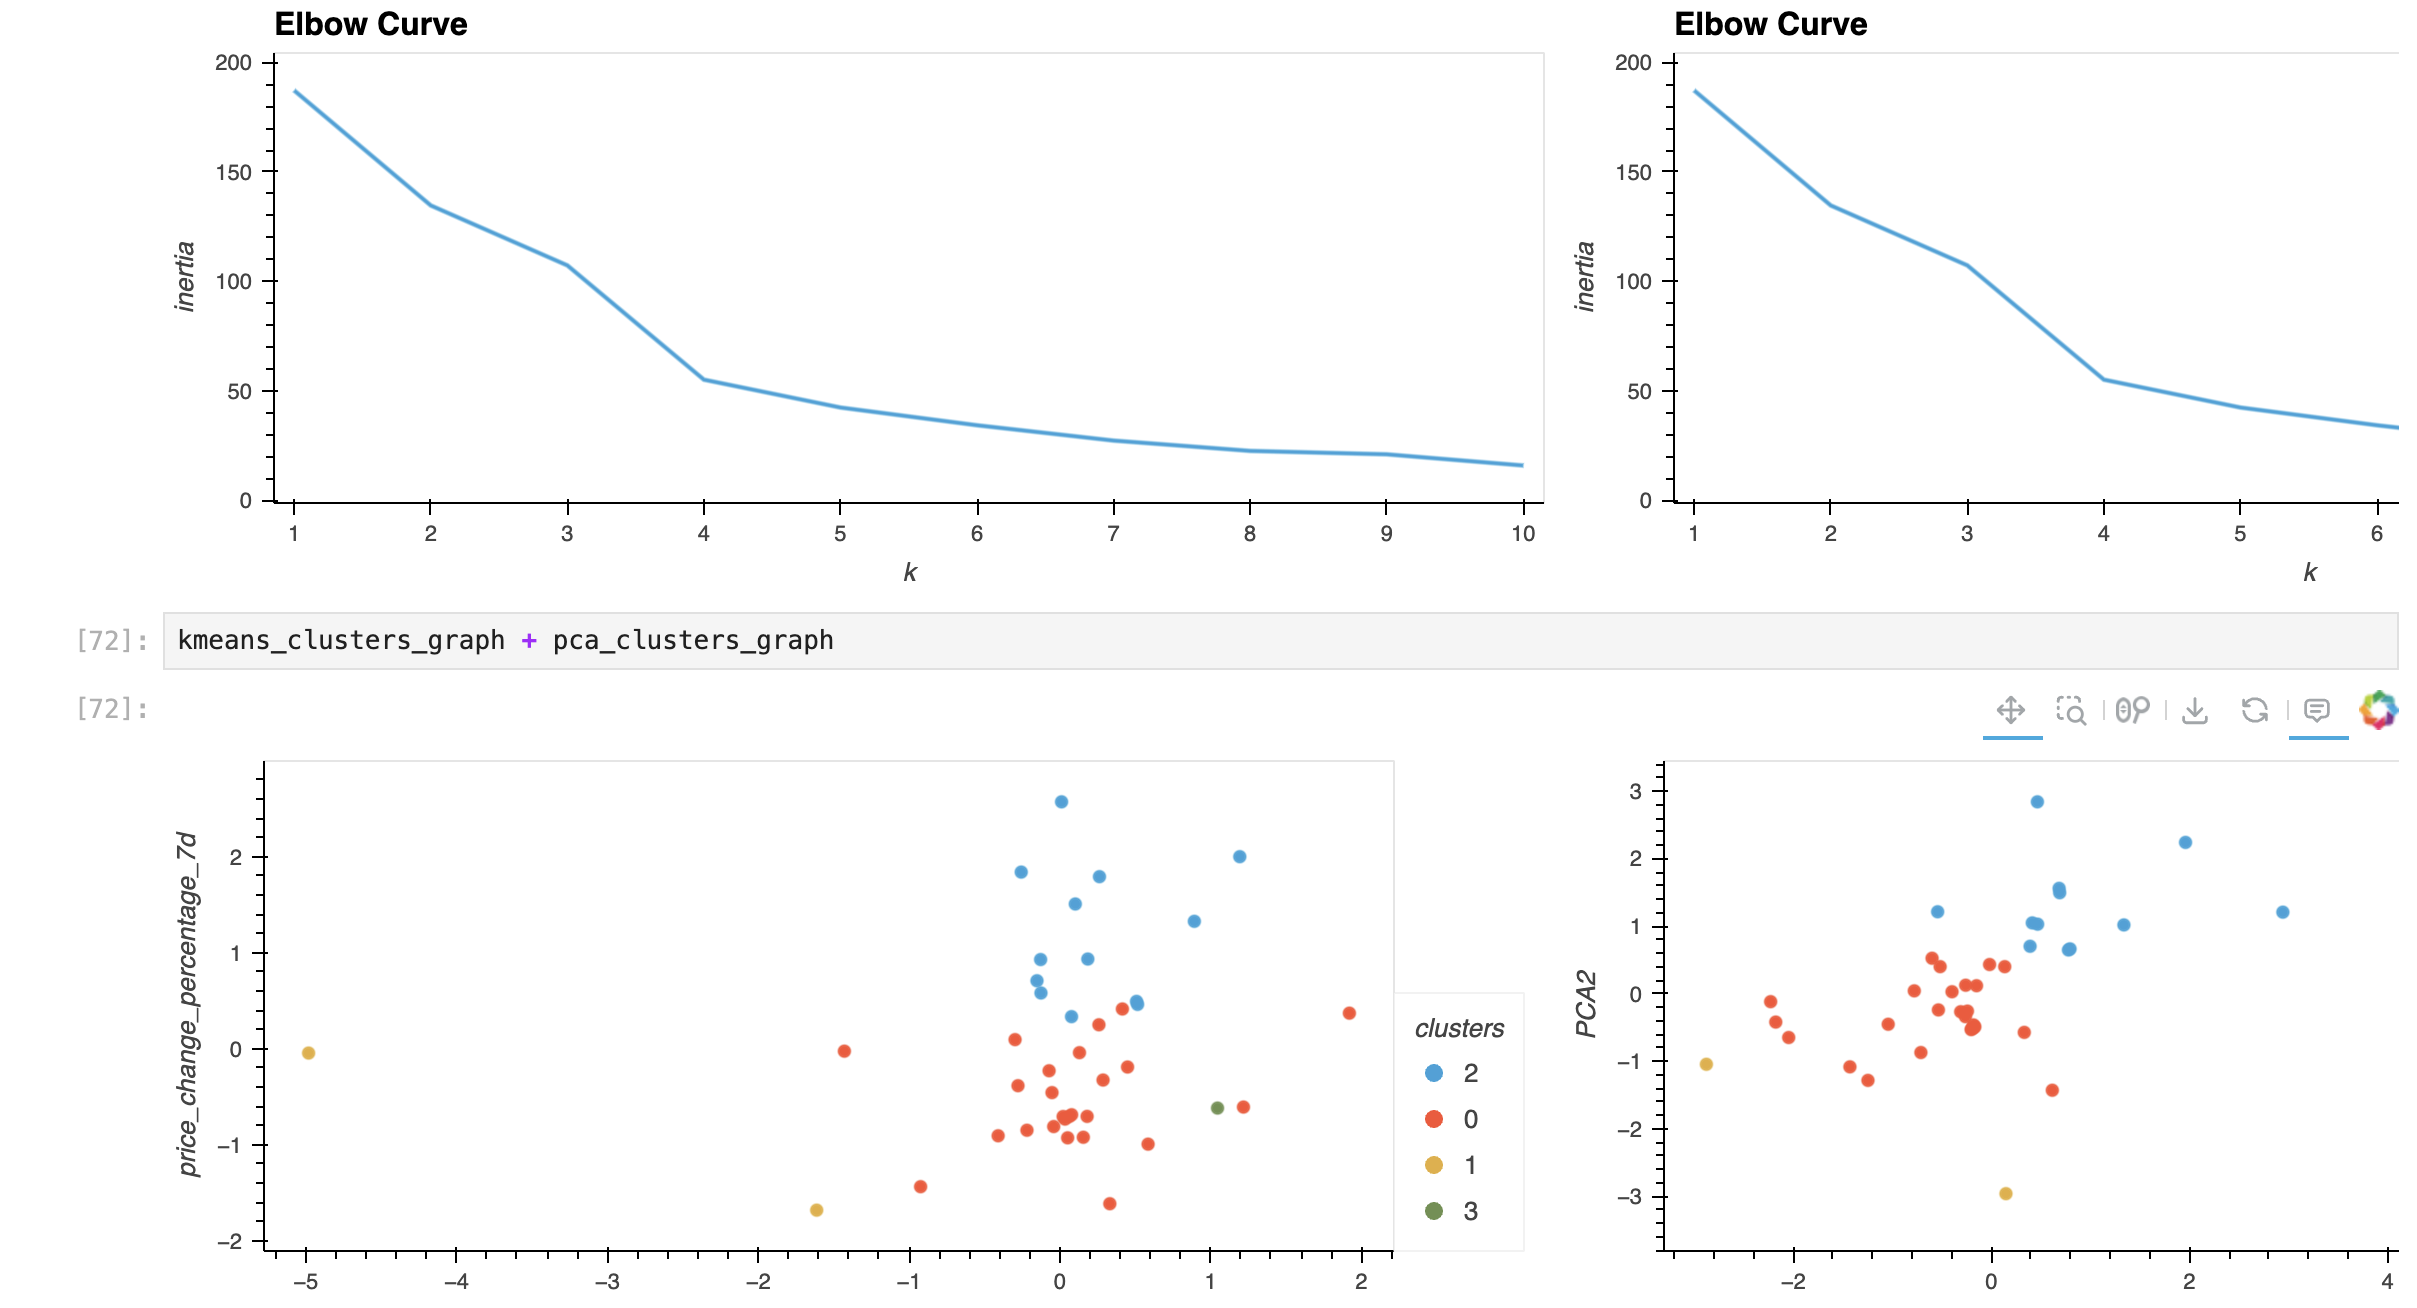 Elbow Curve
200
150
100
50
0
inertia
1 2 3 4 5 6 7 8 9 10
k
Elbow Curve
200
150
100
50
0
inertia
1 2 3 4 5 6
k
[72]: kmeans_clusters_graph + pca_clusters_graph
[72]:
price_change_percentage_7d
2
1
0
−1
−2
−5 −4 −3 −2 −1 0 1 2
clusters
2
0
1
3
PCA2
3
2
1
0
−1
−2
−3
−2 0 2 4